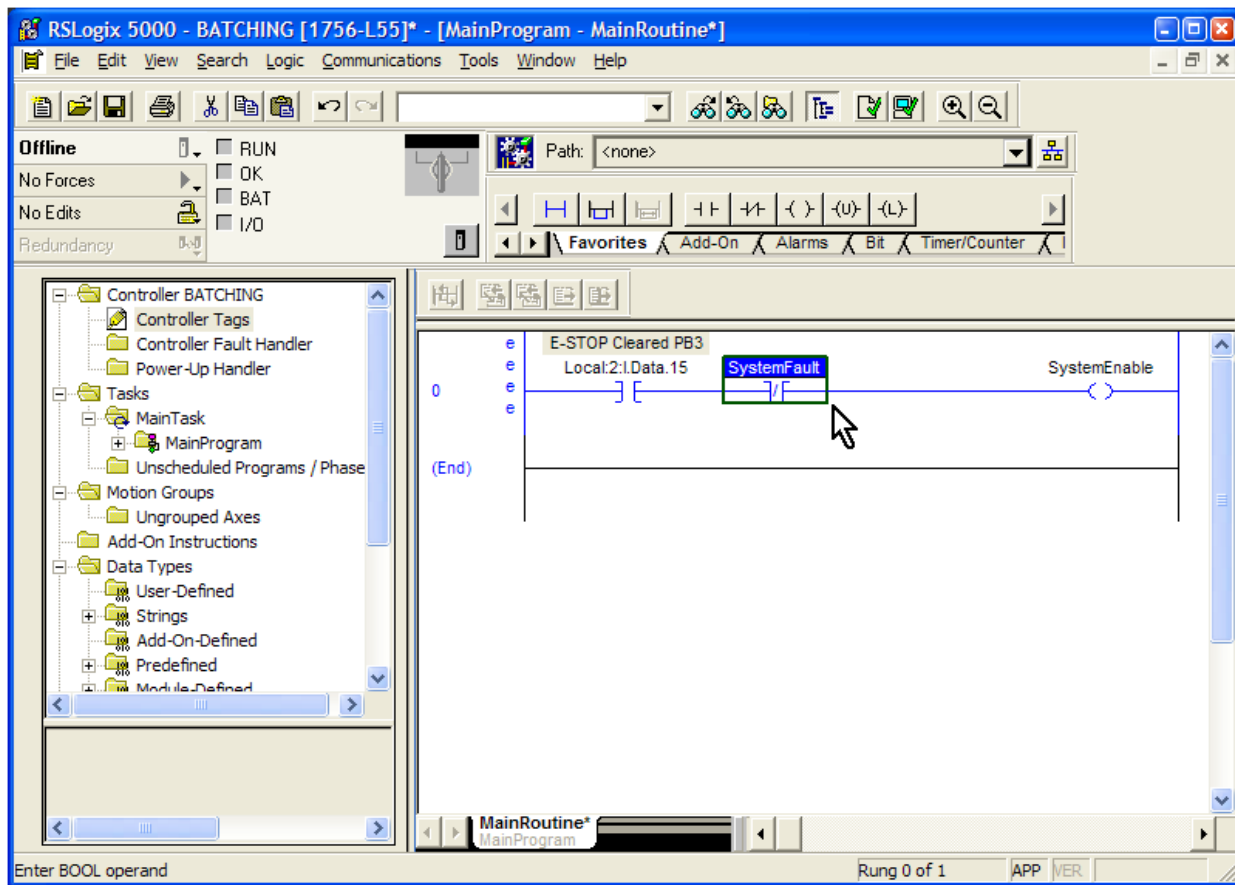 RSLogix 5000 - BATCHING [1756-L55]* - [MainProgram - MainRoutine*]
File Edit View Search Logic Communications Tools Window Help
Offline
RUN
No Forces
OK
No Edits
BAT
Redundancy
I/O
Path: <none>
Favorites Add-On Alarms Bit Timer/Counter
Controller BATCHING
Controller Tags
Controller Fault Handler
Power-Up Handler
Tasks
MainTask
MainProgram
Unscheduled Programs / Phase
Motion Groups
Ungrouped Axes
Add-On Instructions
Data Types
User-Defined
Strings
Add-On-Defined
Predefined
Module-Defined
e E-STOP Cleared PB3
e Local:2:I.Data.15 SystemFault SystemEnable
0 e
e
(End)
MainRoutine*
MainProgram
Enter BOOL operand Rung 0 of 1 APP VER